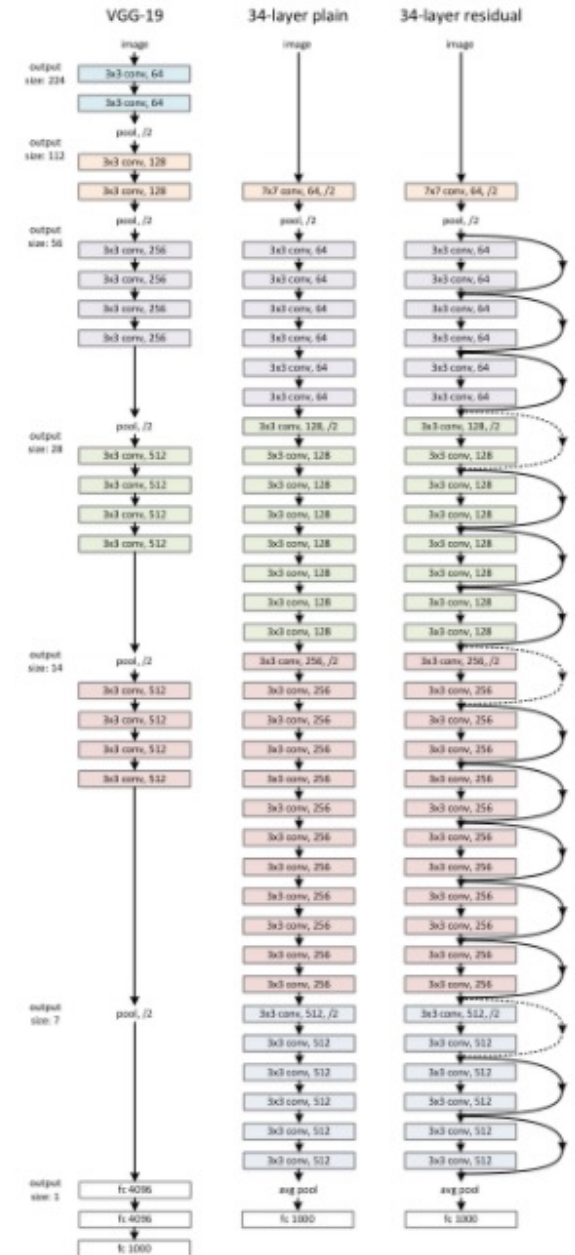 VGG-19
34-layer plain
34-layer residual
output
size: 224
output
size: 112
output
size: 56
output
size: 28
output
size: 14
output
size: 7
output
size: 1
image
3x3 conv, 64
3x3 conv, 64
pool, /2
3x3 conv, 128
3x3 conv, 128
pool, /2
3x3 conv, 256
3x3 conv, 256
3x3 conv, 256
3x3 conv, 256
pool, /2
3x3 conv, 512
3x3 conv, 512
3x3 conv, 512
3x3 conv, 512
pool, /2
3x3 conv, 512
3x3 conv, 512
3x3 conv, 512
3x3 conv, 512
pool, /2
fc 4096
fc 4096
fc 1000
image
7x7 conv, 64, /2
pool, /2
3x3 conv, 64
3x3 conv, 64
3x3 conv, 64
3x3 conv, 64
3x3 conv, 64
3x3 conv, 64
3x3 conv, 128, /2
3x3 conv, 128
3x3 conv, 128
3x3 conv, 128
3x3 conv, 128
3x3 conv, 128
3x3 conv, 128
3x3 conv, 128
3x3 conv, 256, /2
3x3 conv, 256
3x3 conv, 256
3x3 conv, 256
3x3 conv, 256
3x3 conv, 256
3x3 conv, 256
3x3 conv, 256
3x3 conv, 256
3x3 conv, 256
3x3 conv, 256
3x3 conv, 256
3x3 conv, 512, /2
3x3 conv, 512
3x3 conv, 512
3x3 conv, 512
3x3 conv, 512
3x3 conv, 512
avg pool
fc 1000
image
7x7 conv, 64, /2
pool, /2
3x3 conv, 64
3x3 conv, 64
3x3 conv, 64
3x3 conv, 64
3x3 conv, 64
3x3 conv, 64
3x3 conv, 128, /2
3x3 conv, 128
3x3 conv, 128
3x3 conv, 128
3x3 conv, 128
3x3 conv, 128
3x3 conv, 128
3x3 conv, 128
3x3 conv, 256, /2
3x3 conv, 256
3x3 conv, 256
3x3 conv, 256
3x3 conv, 256
3x3 conv, 256
3x3 conv, 256
3x3 conv, 256
3x3 conv, 256
3x3 conv, 256
3x3 conv, 256
3x3 conv, 256
3x3 conv, 512, /2
3x3 conv, 512
3x3 conv, 512
3x3 conv, 512
3x3 conv, 512
3x3 conv, 512
avg pool
fc 1000